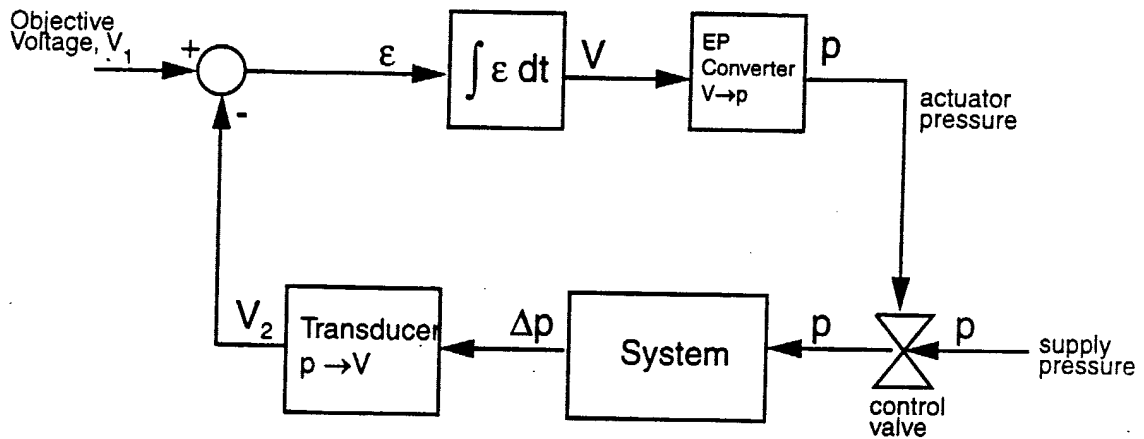 Objective
Voltage, V₁
+
-
ε
∫ ε dt
V
EP
Converter
V→p
p
actuator
pressure
V₂
Transducer
p →V
Δp
System
p
p
supply
pressure
control
valve